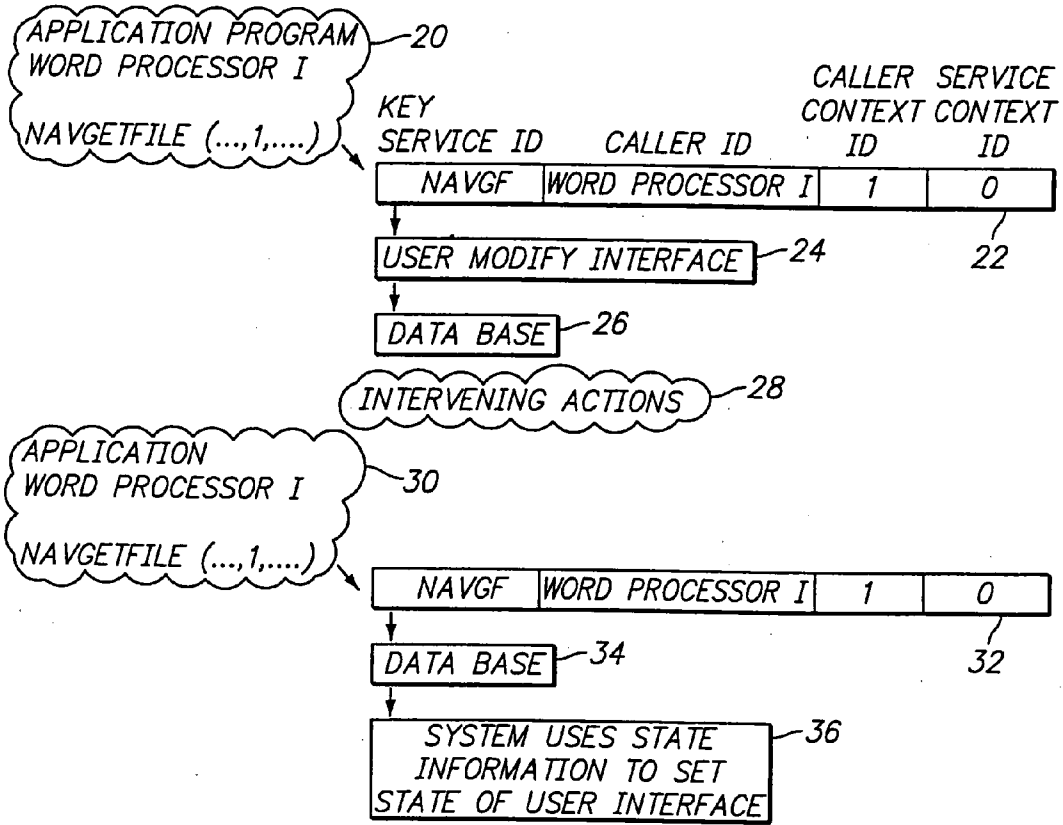 APPLICATION PROGRAM
WORD PROCESSOR I
NAVGETFILE (...,1,....)
20
KEY
SERVICE ID
CALLER ID
CALLER
CONTEXT
ID
SERVICE
CONTEXT
ID
NAVGF
WORD PROCESSOR I
1
0
22
USER MODIFY INTERFACE
24
DATA BASE
26
INTERVENING ACTIONS
28
APPLICATION
WORD PROCESSOR I
NAVGETFILE (...,1,....)
30
NAVGF
WORD PROCESSOR I
1
0
32
DATA BASE
34
SYSTEM USES STATE
INFORMATION TO SET
STATE OF USER INTERFACE
36